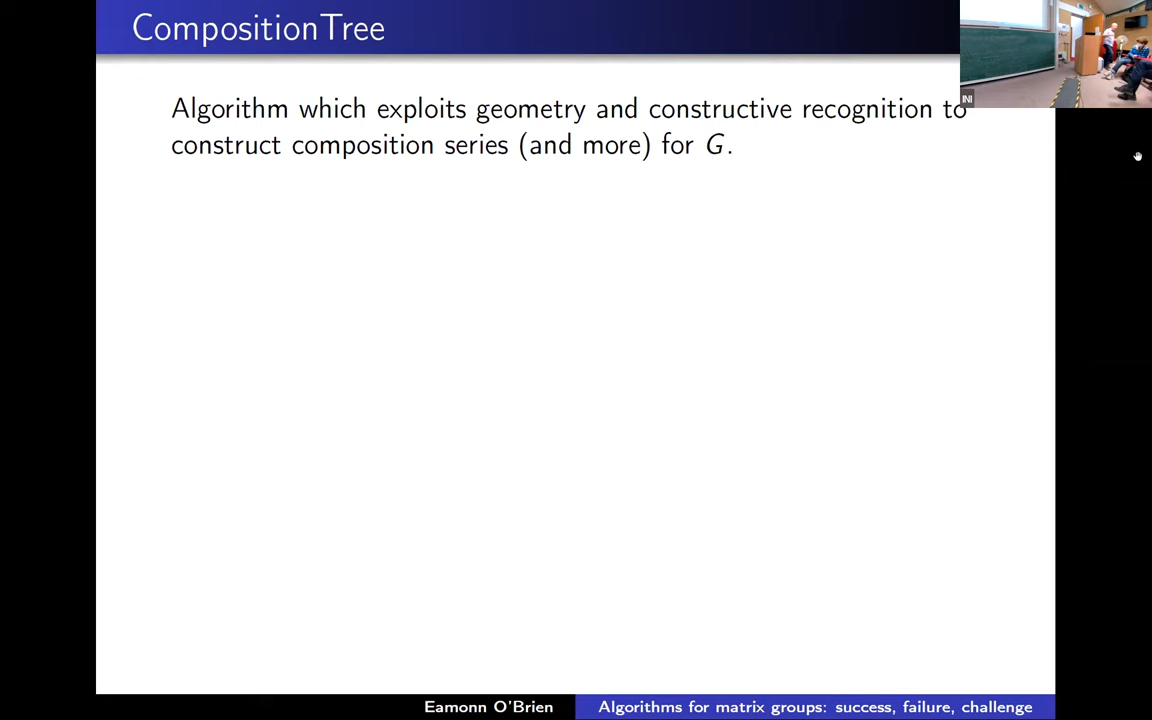 CompositionTree
Algorithm which exploits geometry and constructive recognition to
construct composition series (and more) for G.
INI
Eamonn O'Brien
Algorithms for matrix groups: success, failure, challenge